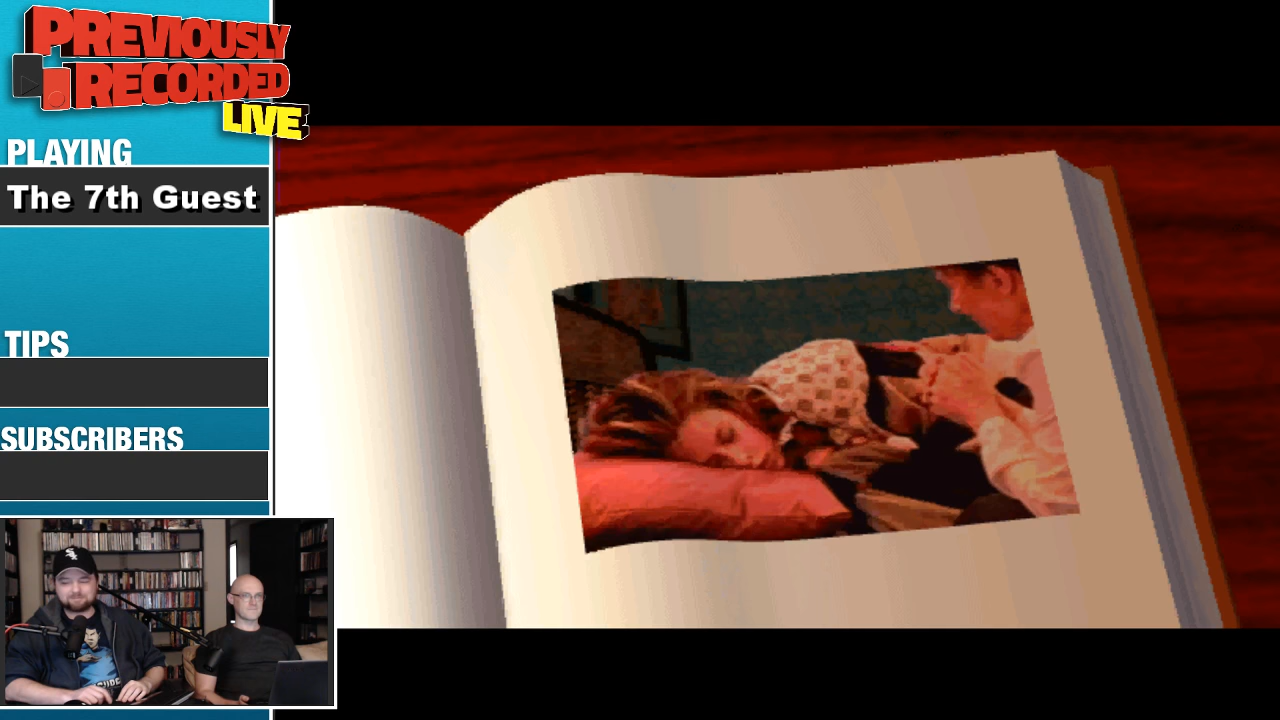 PREVIOUSLY
RECORDED
LIVE
PLAYING
The 7th Guest
TIPS
SUBSCRIBERS